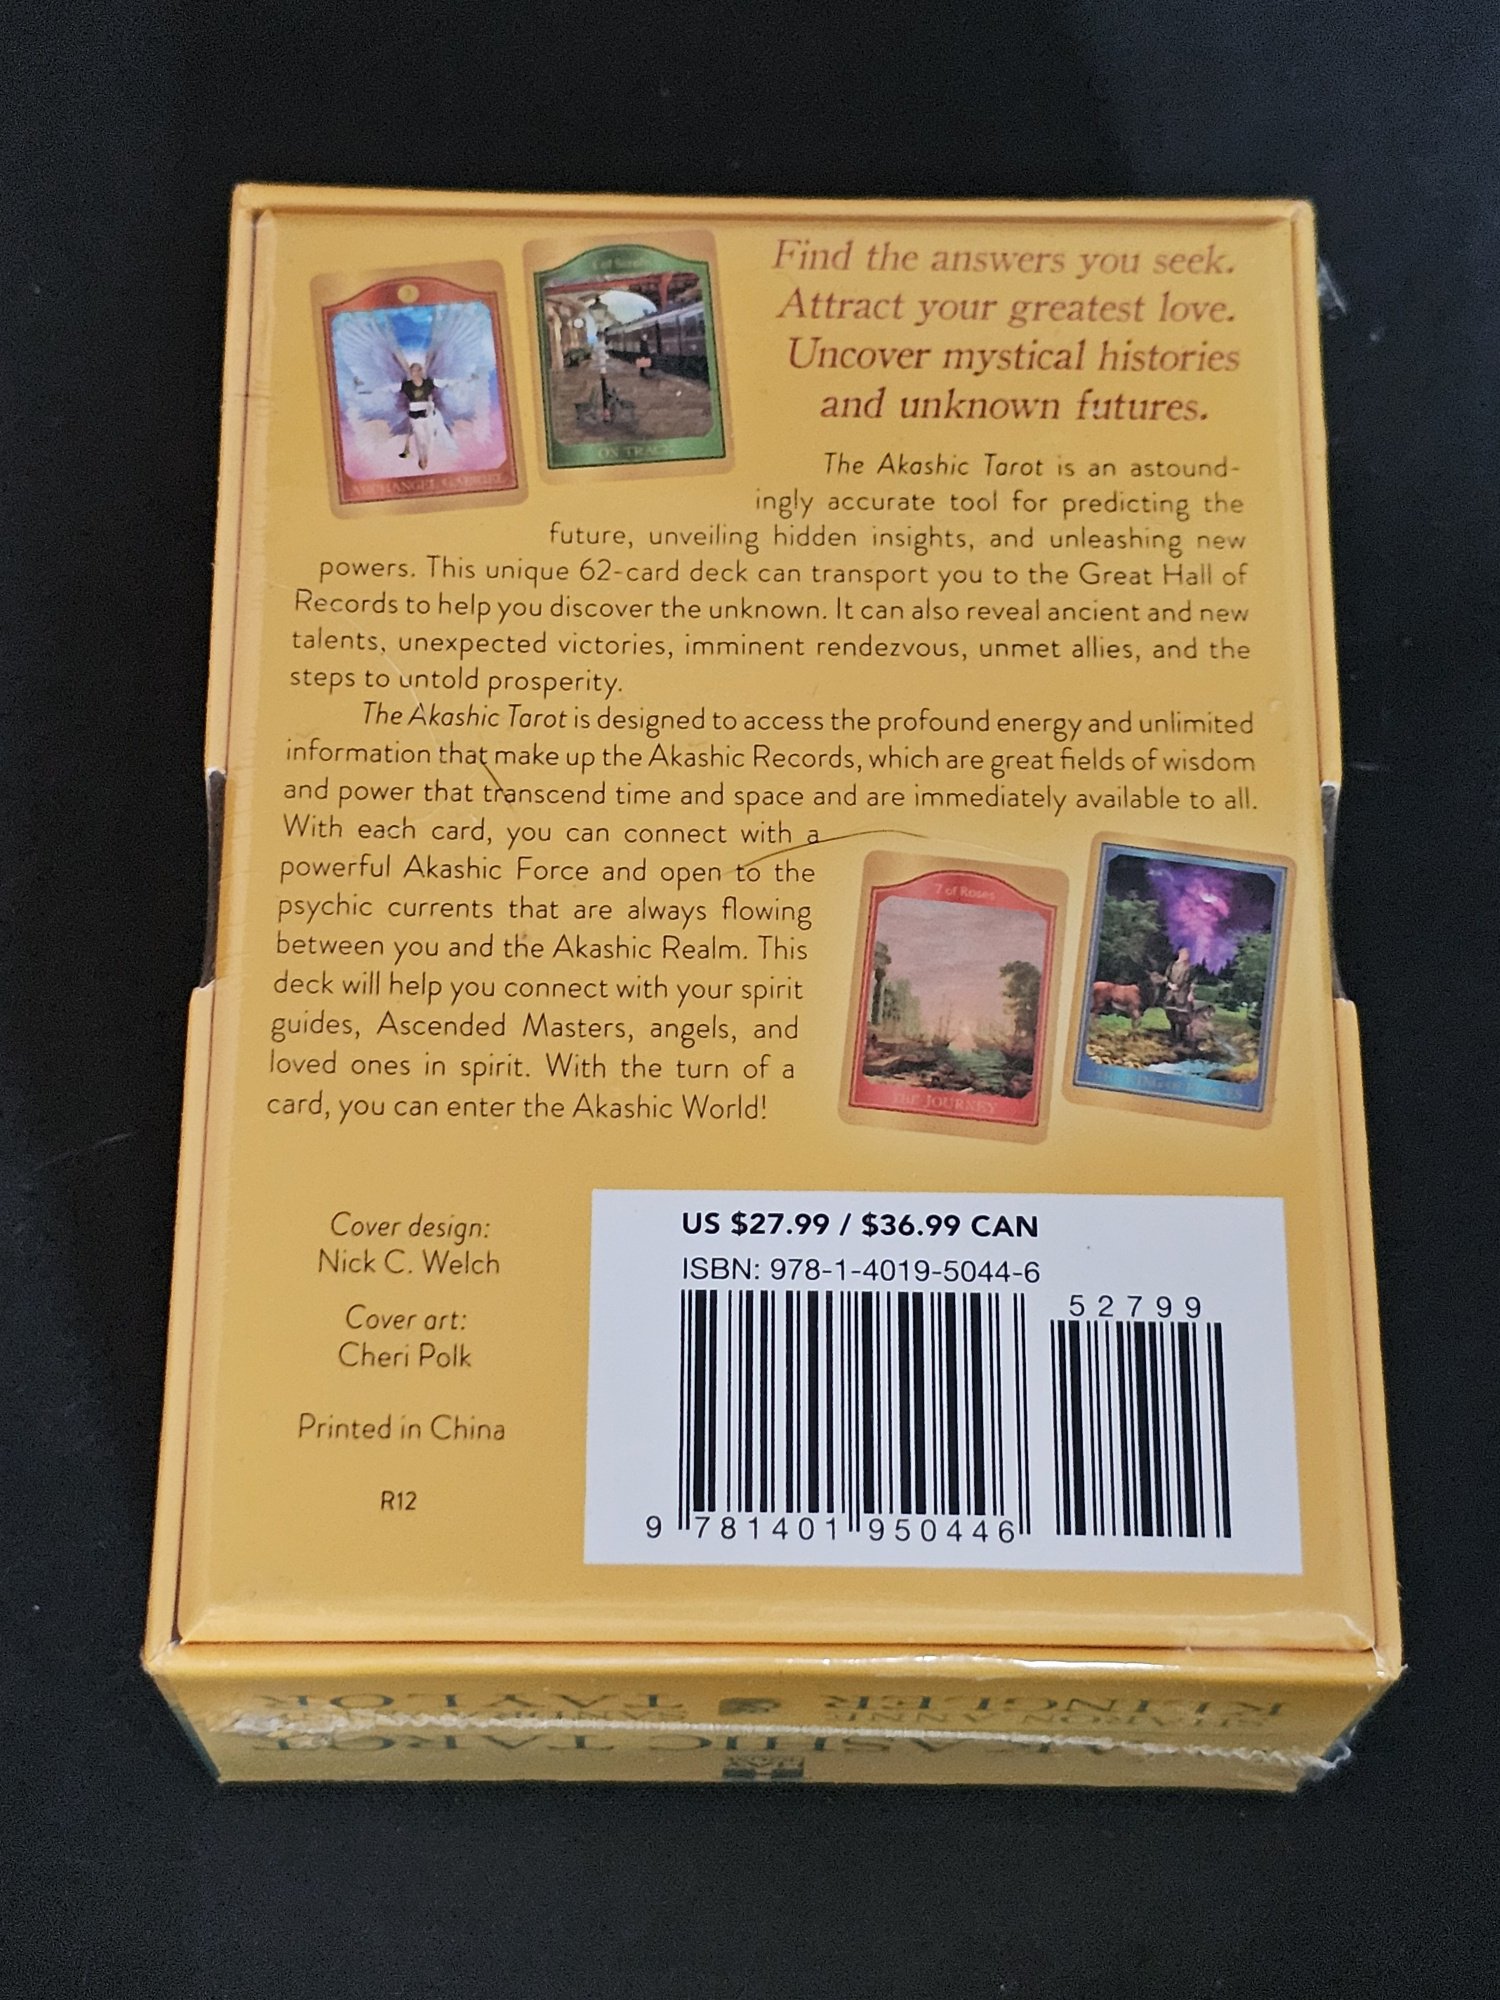 Find the answers you seek.
Attract your greatest love.
Uncover mystical histories
and unknown futures.
The Akashic Tarot is an astound-
ingly accurate tool for predicting the
future, unveiling hidden insights, and unleashing new
powers. This unique 62-card deck can transport you to the Great Hall of
Records to help you discover the unknown. It can also reveal ancient and new
talents, unexpected victories, imminent rendezvous, unmet allies, and the
steps to untold prosperity.
The Akashic Tarot is designed to access the profound energy and unlimited
information that make up the Akashic Records, which are great fields of wisdom
and power that transcend time and space and are immediately available to all.
With each card, you can connect with a
powerful Akashic Force and open to the
psychic currents that are always flowing
between you and the Akashic Realm. This
deck will help you connect with your spirit
guides, Ascended Masters, angels, and
loved ones in spirit. With the turn of a
card, you can enter the Akashic World!
ARCHANGEL GABRIEL
ON TRACK
7 of Roses
THE JOURNEY
Cover design:
Nick C. Welch
Cover art:
Cheri Polk
Printed in China
R12
US $27.99 / $36.99 CAN
ISBN: 978-1-4019-5044-6
52799
9 781401 950446
KLINGLER
TAYLOR
SHARON ANNE
TAROT